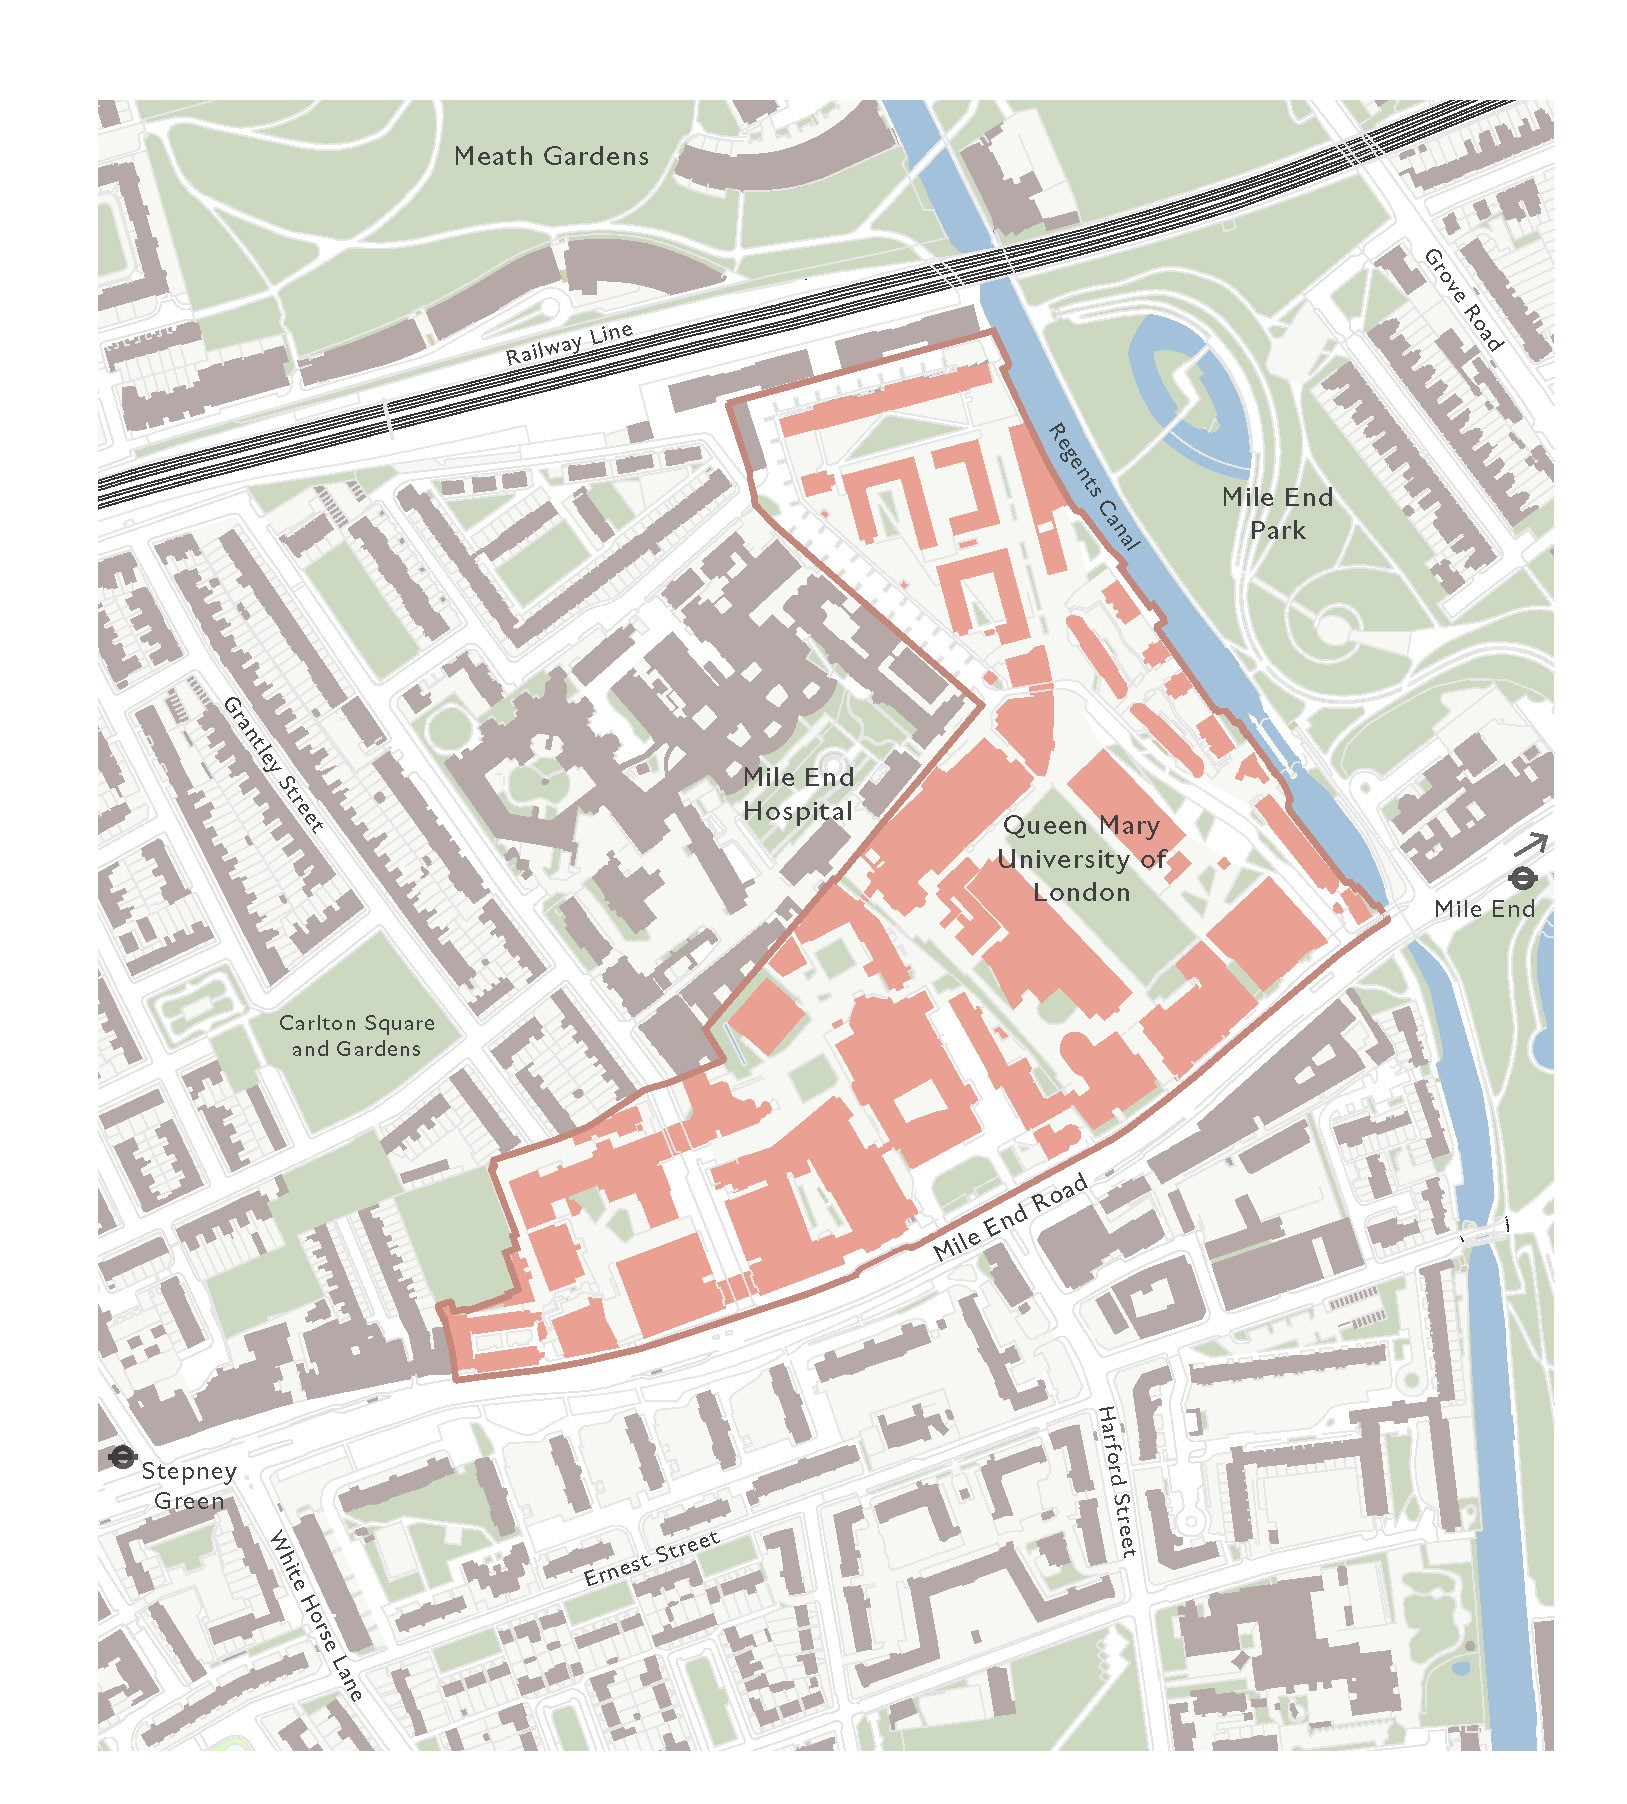 Meath Gardens
Railway Line
Grove Road
Regents Canal
Mile End
Park
Grantley Street
Mile End
Hospital
Queen Mary
University of
London
Mile End
Carlton Square
and Gardens
Mile End Road
Harford Street
Stepney
Green
Ernest Street
White Horse Lane